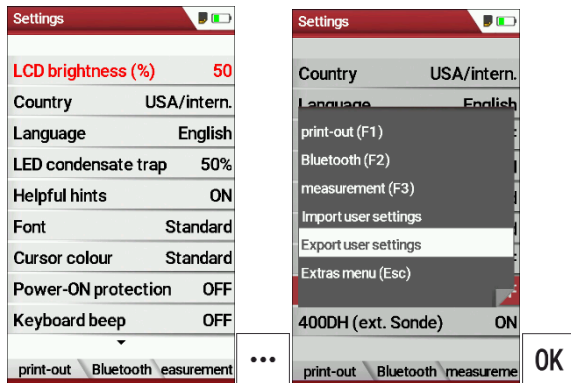 Settings
LCD brightness (%) 50
Country USA/intern.
Language English
LED condensate trap 50%
Helpful hints ON
Font Standard
Cursor colour Standard
Power-ON protection OFF
Keyboard beep OFF
print-out Bluetooth easurement
...
Settings
Country USA/intern.
Language English
print-out (F1)
Bluetooth (F2)
measurement (F3)
Import user settings
Export user settings
Extras menu (Esc)
400DH (ext. Sonde) ON
print-out Bluetooth measureme
OK